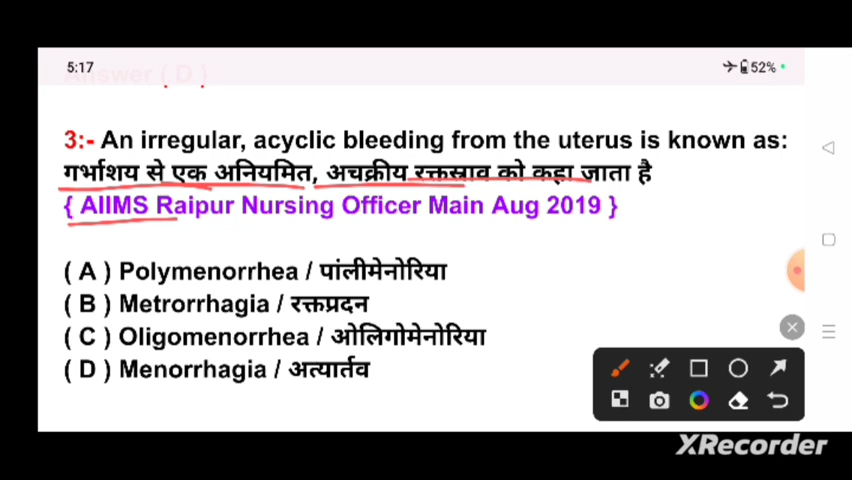 5:17
52%
Answer ( D )
3:- An irregular, acyclic bleeding from the uterus is known as:
गर्भाशय से एक अनियमित, अचक्रीय रक्तस्राव को कहा जाता है
{ AIIMS Raipur Nursing Officer Main Aug 2019 }
( A ) Polymenorrhea / पांलीमेनोरिया
( B ) Metrorrhagia / रक्तप्रदन
( C ) Oligomenorrhea / ओलिगोमेनोरिया
( D ) Menorrhagia / अत्यार्तव
XRecorder